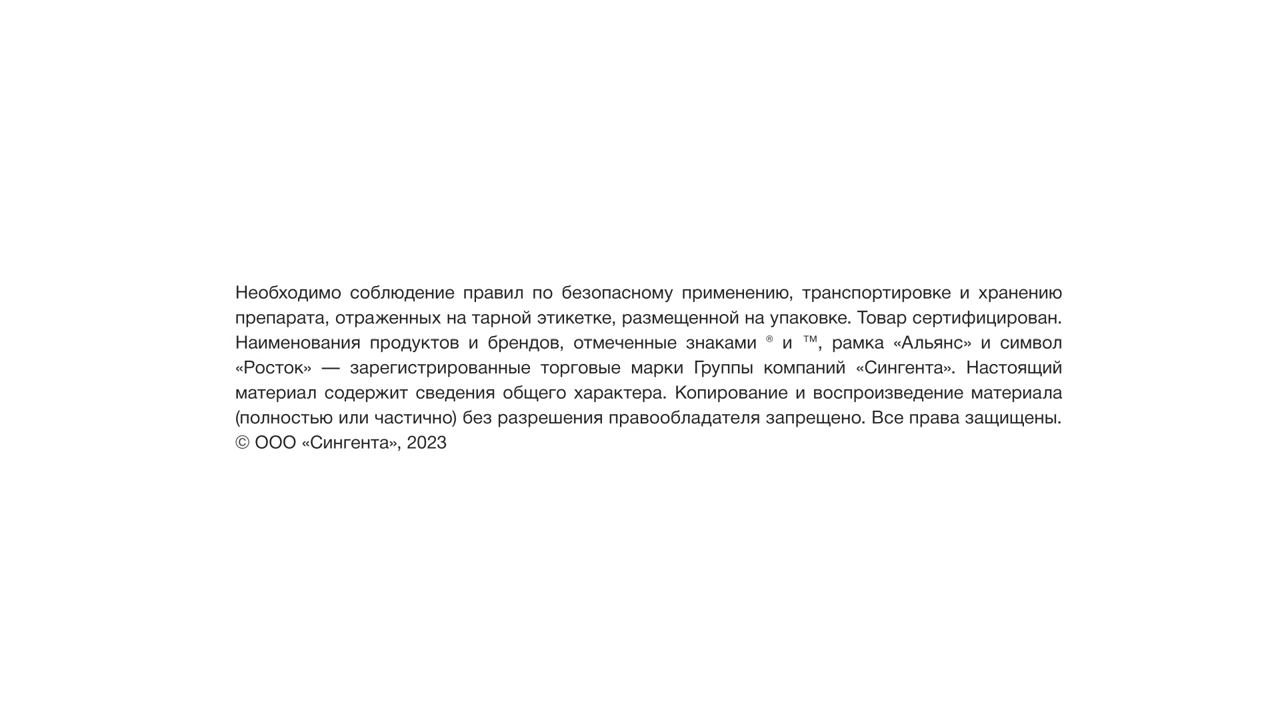 Необходимо соблюдение правил по безопасному применению, транспортировке и хранению
препарата, отраженных на тарной этикетке, размещенной на упаковке. Товар сертифицирован.
Наименования продуктов и брендов, отмеченные знаками ® и ™, рамка «Альянс» и символ
«Росток» — зарегистрированные торговые марки Группы компаний «Сингента». Настоящий
материал содержит сведения общего характера. Копирование и воспроизведение материала
(полностью или частично) без разрешения правообладателя запрещено. Все права защищены.
© ООО «Сингента», 2023